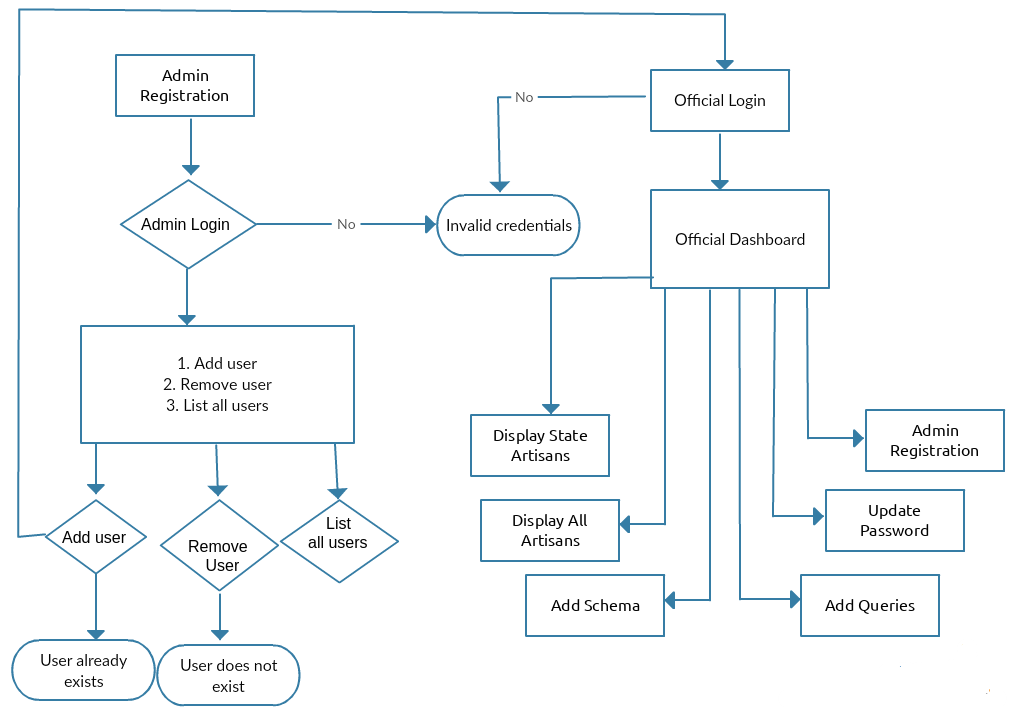 Admin
Registration
No
Official Login
Admin Login
No
Invalid credentials
Official Dashboard
1. Add user
2. Remove user
3. List all users
Display State
Artisans
Admin
Registration
Add user
Remove
User
List
all users
Display All
Artisans
Update
Password
Add Schema
Add Queries
User already
exists
User does not
exist